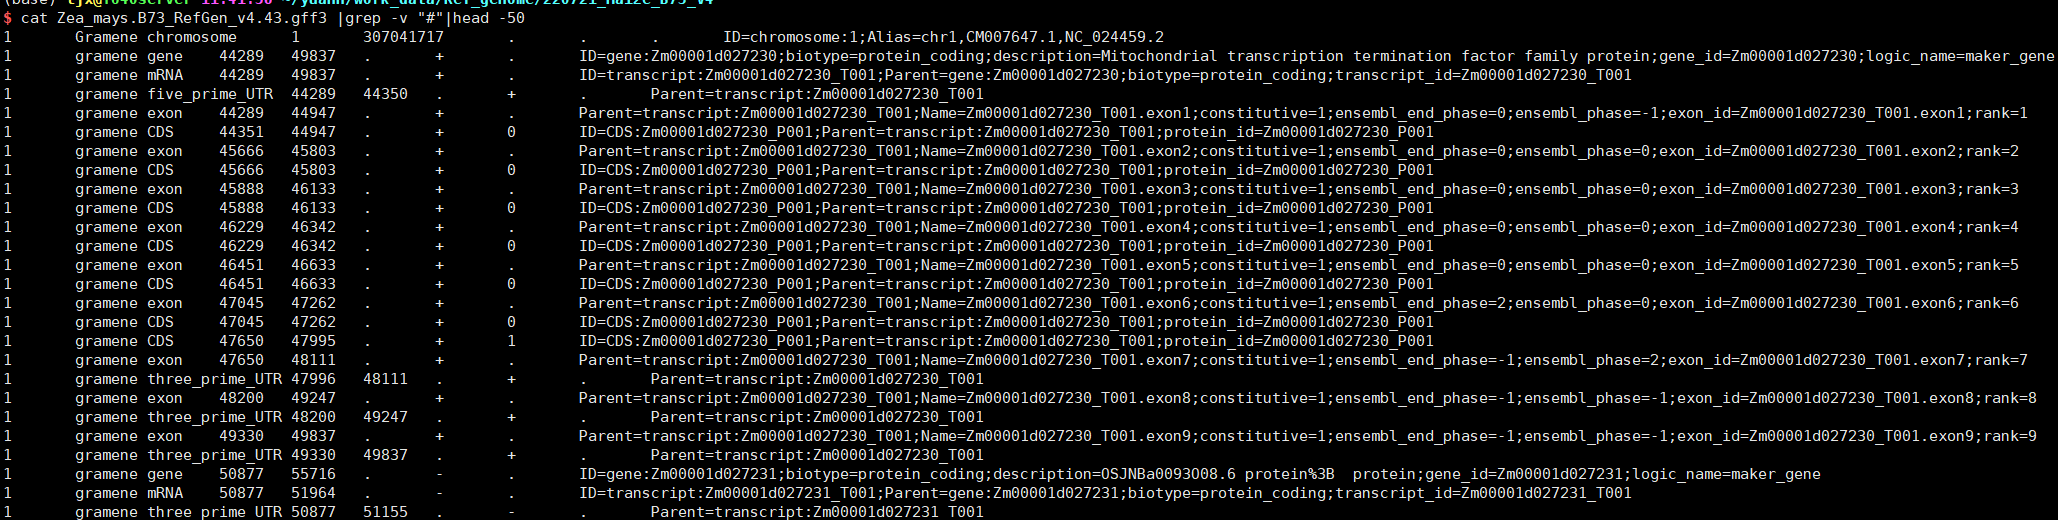 $ cat Zea_mays.B73_RefGen_v4.43.gff3 |grep -v "#"|head -50
1 Gramene chromosome 1 307041717 . . . ID=chromosome:1;Alias=chr1,CM007647.1,NC_024459.2
1 gramene gene 44289 49837 . + . ID=gene:Zm00001d027230;biotype=protein_coding;description=Mitochondrial transcription termination factor family protein;gene_id=Zm00001d027230;logic_name=maker_gene
1 gramene mRNA 44289 49837 . + . ID=transcript:Zm00001d027230_T001;Parent=gene:Zm00001d027230;biotype=protein_coding;transcript_id=Zm00001d027230_T001
1 gramene five_prime_UTR 44289 44350 . + . Parent=transcript:Zm00001d027230_T001
1 gramene exon 44289 44947 . + . Parent=transcript:Zm00001d027230_T001;Name=Zm00001d027230_T001.exon1;constitutive=1;ensembl_end_phase=0;ensembl_phase=-1;exon_id=Zm00001d027230_T001.exon1;rank=1
1 gramene CDS 44351 44947 . + 0 ID=CDS:Zm00001d027230_P001;Parent=transcript:Zm00001d027230_T001;protein_id=Zm00001d027230_P001
1 gramene exon 45666 45803 . + . Parent=transcript:Zm00001d027230_T001;Name=Zm00001d027230_T001.exon2;constitutive=1;ensembl_end_phase=0;ensembl_phase=0;exon_id=Zm00001d027230_T001.exon2;rank=2
1 gramene CDS 45666 45803 . + 0 ID=CDS:Zm00001d027230_P001;Parent=transcript:Zm00001d027230_T001;protein_id=Zm00001d027230_P001
1 gramene exon 45888 46133 . + . Parent=transcript:Zm00001d027230_T001;Name=Zm00001d027230_T001.exon3;constitutive=1;ensembl_end_phase=0;ensembl_phase=0;exon_id=Zm00001d027230_T001.exon3;rank=3
1 gramene CDS 45888 46133 . + 0 ID=CDS:Zm00001d027230_P001;Parent=transcript:Zm00001d027230_T001;protein_id=Zm00001d027230_P001
1 gramene exon 46229 46342 . + . Parent=transcript:Zm00001d027230_T001;Name=Zm00001d027230_T001.exon4;constitutive=1;ensembl_end_phase=0;ensembl_phase=0;exon_id=Zm00001d027230_T001.exon4;rank=4
1 gramene CDS 46229 46342 . + 0 ID=CDS:Zm00001d027230_P001;Parent=transcript:Zm00001d027230_T001;protein_id=Zm00001d027230_P001
1 gramene exon 46451 46633 . + . Parent=transcript:Zm00001d027230_T001;Name=Zm00001d027230_T001.exon5;constitutive=1;ensembl_end_phase=0;ensembl_phase=0;exon_id=Zm00001d027230_T001.exon5;rank=5
1 gramene CDS 46451 46633 . + 0 ID=CDS:Zm00001d027230_P001;Parent=transcript:Zm00001d027230_T001;protein_id=Zm00001d027230_P001
1 gramene exon 47045 47262 . + . Parent=transcript:Zm00001d027230_T001;Name=Zm00001d027230_T001.exon6;constitutive=1;ensembl_end_phase=2;ensembl_phase=0;exon_id=Zm00001d027230_T001.exon6;rank=6
1 gramene CDS 47045 47262 . + 0 ID=CDS:Zm00001d027230_P001;Parent=transcript:Zm00001d027230_T001;protein_id=Zm00001d027230_P001
1 gramene CDS 47650 47995 . + 1 ID=CDS:Zm00001d027230_P001;Parent=transcript:Zm00001d027230_T001;protein_id=Zm00001d027230_P001
1 gramene exon 47650 48111 . + . Parent=transcript:Zm00001d027230_T001;Name=Zm00001d027230_T001.exon7;constitutive=1;ensembl_end_phase=-1;ensembl_phase=2;exon_id=Zm00001d027230_T001.exon7;rank=7
1 gramene three_prime_UTR 47996 48111 . + . Parent=transcript:Zm00001d027230_T001
1 gramene exon 48200 49247 . + . Parent=transcript:Zm00001d027230_T001;Name=Zm00001d027230_T001.exon8;constitutive=1;ensembl_end_phase=-1;ensembl_phase=-1;exon_id=Zm00001d027230_T001.exon8;rank=8
1 gramene three_prime_UTR 48200 49247 . + . Parent=transcript:Zm00001d027230_T001
1 gramene exon 49330 49837 . + . Parent=transcript:Zm00001d027230_T001;Name=Zm00001d027230_T001.exon9;constitutive=1;ensembl_end_phase=-1;ensembl_phase=-1;exon_id=Zm00001d027230_T001.exon9;rank=9
1 gramene three_prime_UTR 49330 49837 . + . Parent=transcript:Zm00001d027230_T001
1 gramene gene 50877 55716 . - . ID=gene:Zm00001d027231;biotype=protein_coding;description=OSJNBa0093O08.6 protein%3B  protein;gene_id=Zm00001d027231;logic_name=maker_gene
1 gramene mRNA 50877 51964 . - . ID=transcript:Zm00001d027231_T001;Parent=gene:Zm00001d027231;biotype=protein_coding;transcript_id=Zm00001d027231_T001
1 gramene three_prime_UTR 50877 51155 . - . Parent=transcript:Zm00001d027231_T001